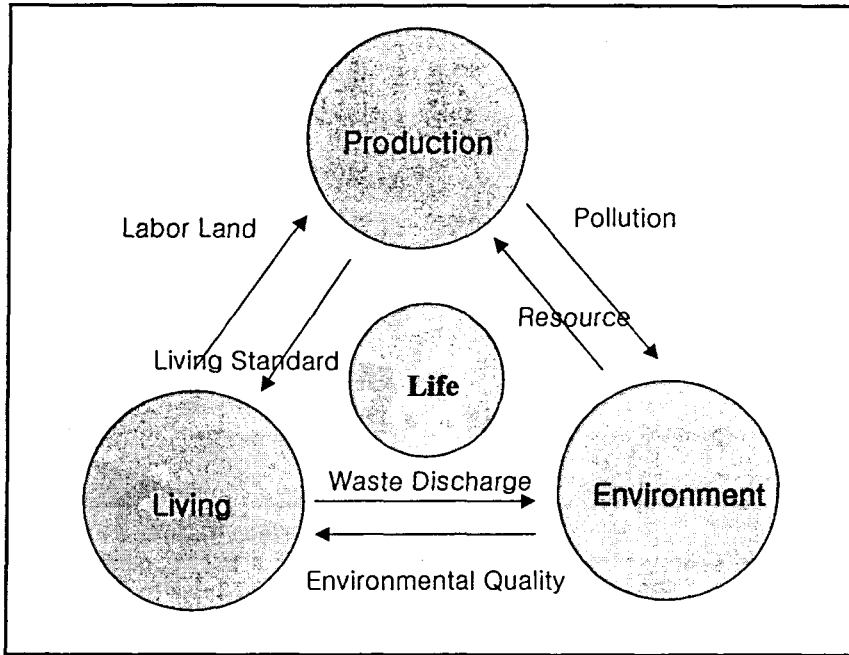 Production
Labor Land
Pollution
Resource
Living Standard
Life
Waste Discharge
Living
Environment
Environmental Quality